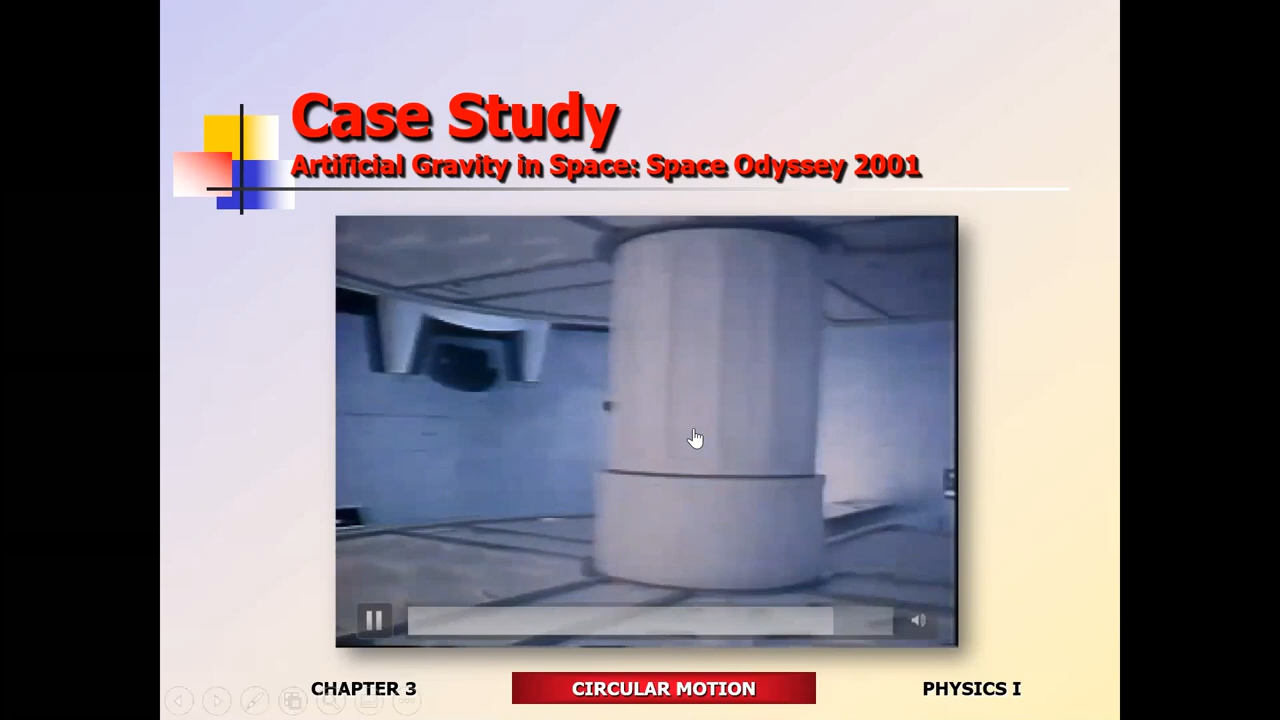 Case Study
Artificial Gravity in Space: Space Odyssey 2001
CHAPTER 3
CIRCULAR MOTION
PHYSICS I